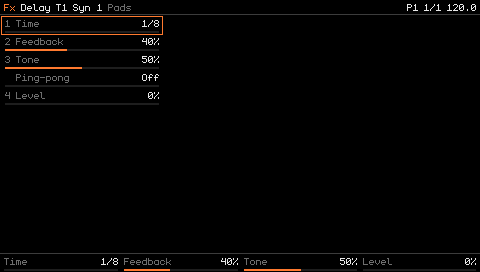 Fx Delay T1 Syn 1 Pads P1 1/1 120.0
1 Time 1/8
2 Feedback 40%
3 Tone 50%
Ping-pong Off
4 Level 0%
Time 1/8 Feedback 40% Tone 50% Level 0%